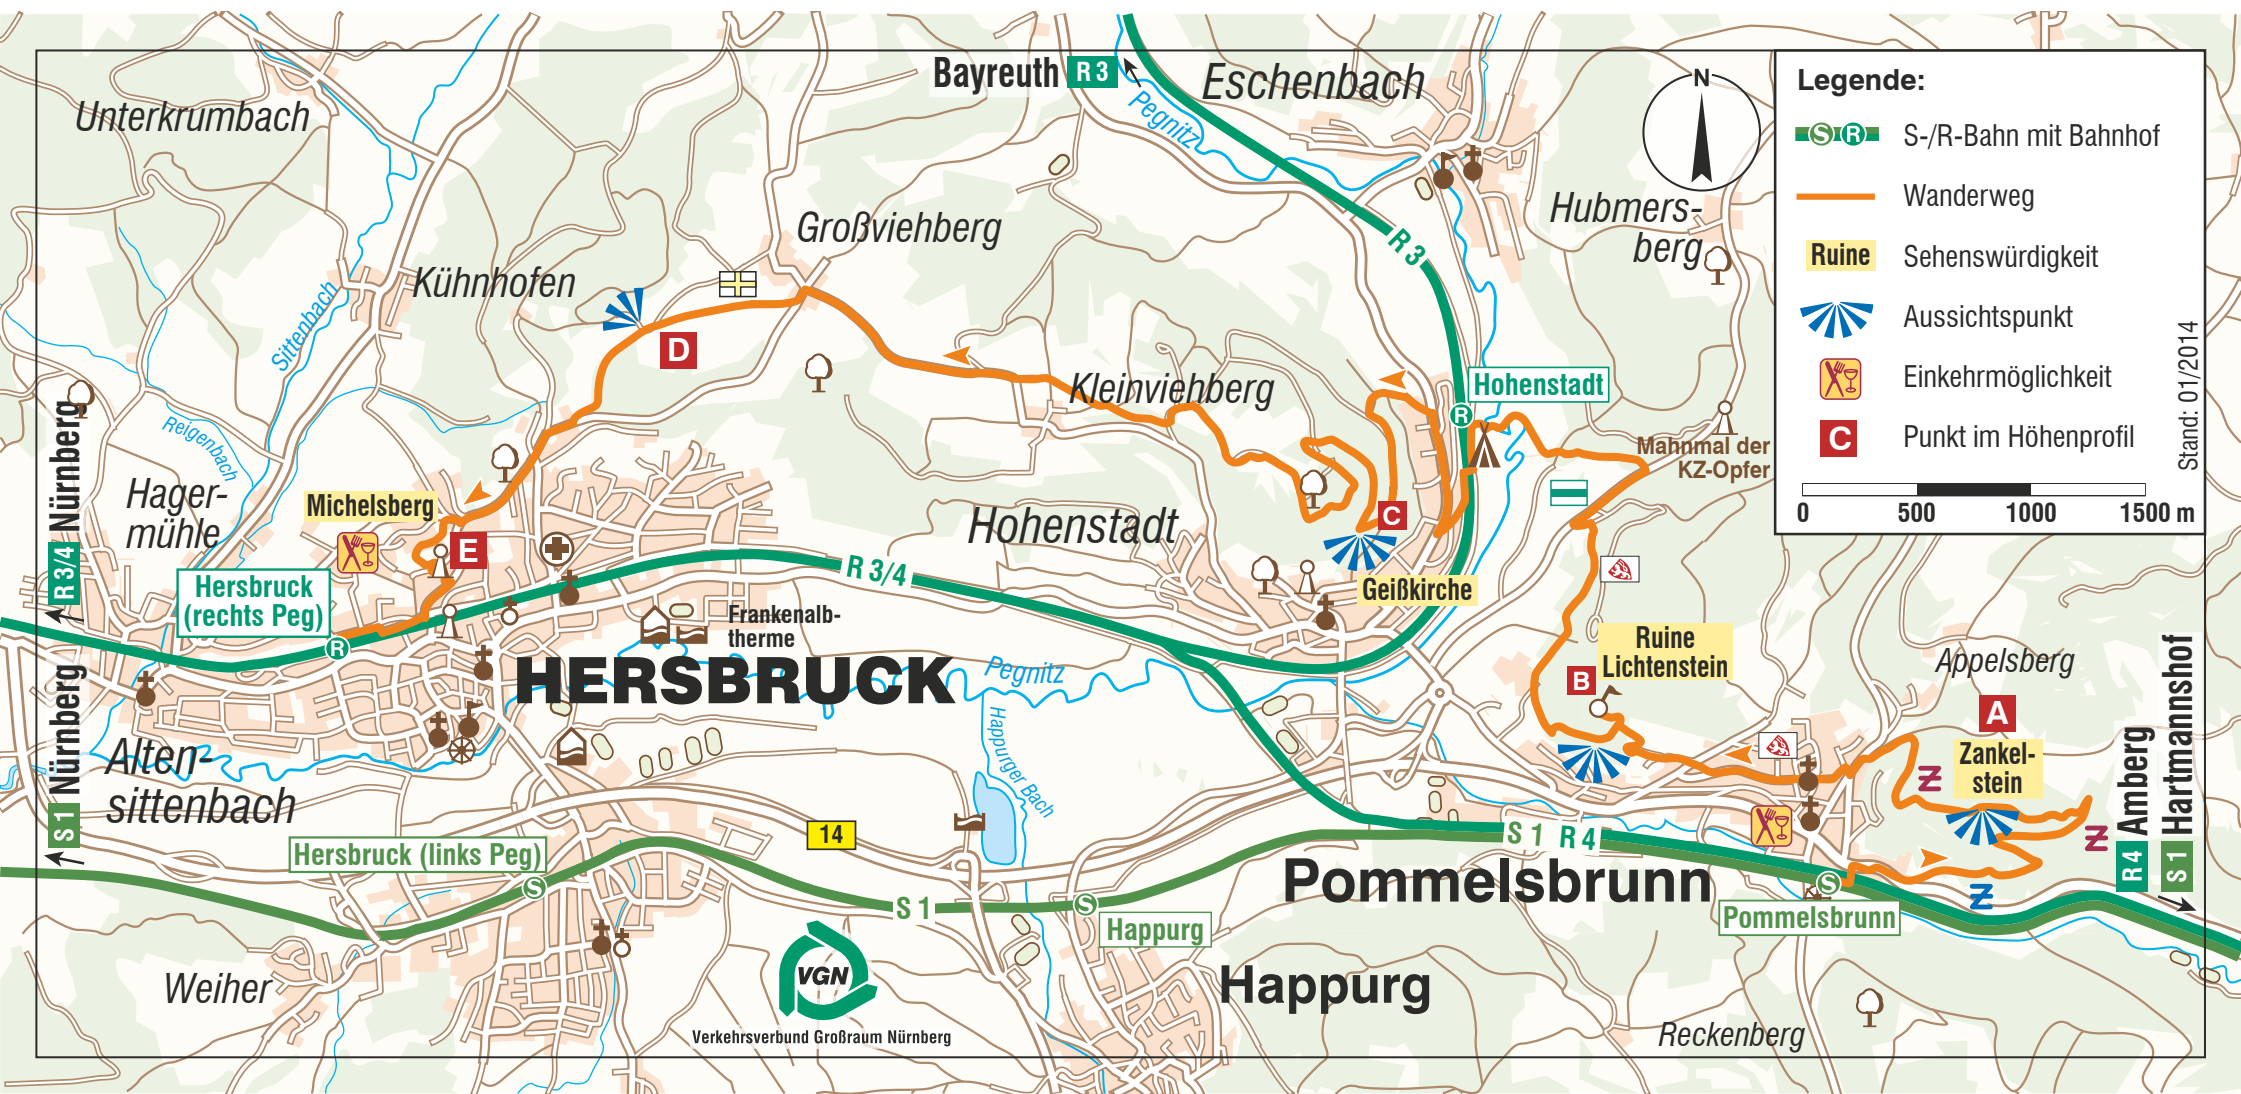 Bayreuth R 3
Eschenbach
Pegnitz
Unterkrumbach
Großviehberg
Kühnhofen
Sittenbach
R 3
Hubmers-
berg
N
Legende:
S R S-/R-Bahn mit Bahnhof
Wanderweg
Ruine Sehenswürdigkeit
Aussichtspunkt
Einkehrmöglichkeit
C Punkt im Höhenprofil
0 500 1000 1500 m
Stand: 01/2014
D
Kleinviehberg
Hohenstadt
R
Mahnmal der
KZ-Opfer
R 3/4 Nürnberg
Reigenbach
Hager-
mühle
Michelsberg
E
Hohenstadt
C
Geißkirche
Hersbruck
(rechts Peg)
R
R 3/4
Frankenalb-
therme
HERSBRUCK
Pegnitz
Happurger Bach
B
Ruine
Lichtenstein
Appelsberg
A
Zankel-
stein
S 1 Nürnberg
Alten-
sittenbach
Hersbruck (links Peg)
S
14
S 1
S
Happurg
S 1 R 4
Pommelsbrunn
S
Pommelsbrunn
R 4 Amberg
S 1 Hartmannshof
Weiher
VGN
Verkehrsverbund Großraum Nürnberg
Happurg
Reckenberg